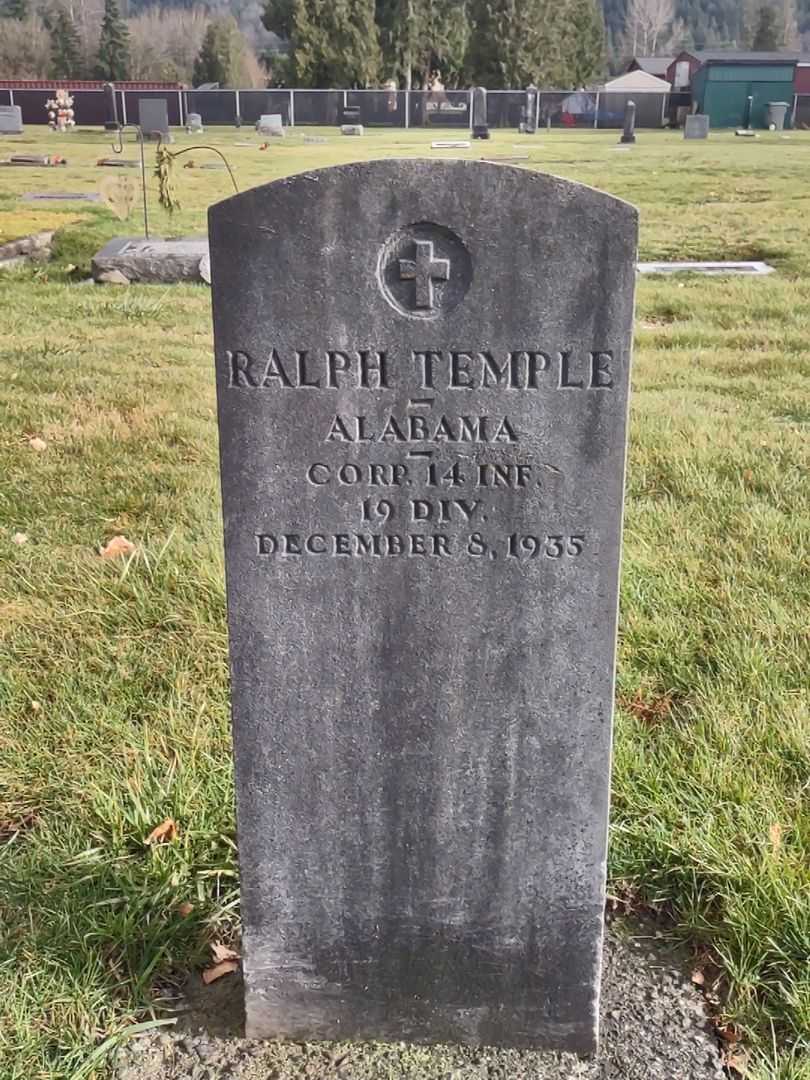 RALPH TEMPLE
ALABAMA
CORP. 14 INF.
19 DIV.
DECEMBER 8, 1935